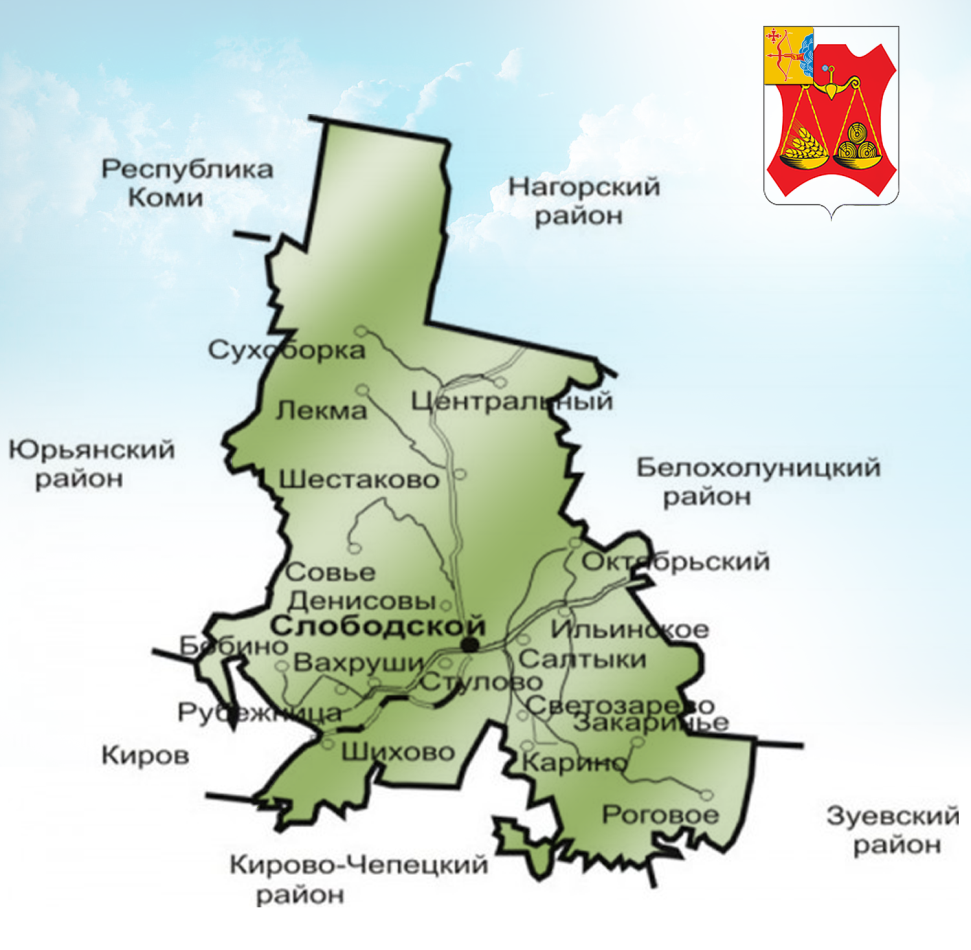 Республика
Коми
Нагорский
район
Сухоборка
Центральный
Лекма
Юрьянский
район
Белохолуницкий
район
Шестаково
Октябрьский
Совье
Денисовы
Слободской
Ильинское
Бобино
Вахруши
Салтыки
Стулово
Светозарево
Рубежница
Закаринье
Киров
Шихово
Карино
Роговое
Зуевский
район
Кирово-Чепецкий
район